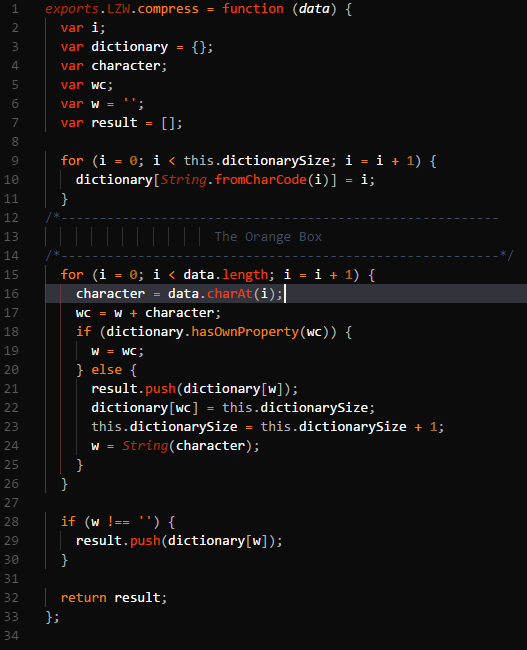 1 exports.LZW.compress = function (data) {
2   var i;
3   var dictionary = {};
4   var character;
5   var wc;
6   var w = '';
7   var result = [];
8
9   for (i = 0; i < this.dictionarySize; i = i + 1) {
10     dictionary[String.fromCharCode(i)] = i;
11   }
12 /*---------------------------------------------------------
13                       The Orange Box
14 /*---------------------------------------------------------*/
15   for (i = 0; i < data.length; i = i + 1) {
16     character = data.charAt(i);
17     wc = w + character;
18     if (dictionary.hasOwnProperty(wc)) {
19       w = wc;
20     } else {
21       result.push(dictionary[w]);
22       dictionary[wc] = this.dictionarySize;
23       this.dictionarySize = this.dictionarySize + 1;
24       w = String(character);
25     }
26   }
27
28   if (w !== '') {
29     result.push(dictionary[w]);
30   }
31
32   return result;
33 };
34